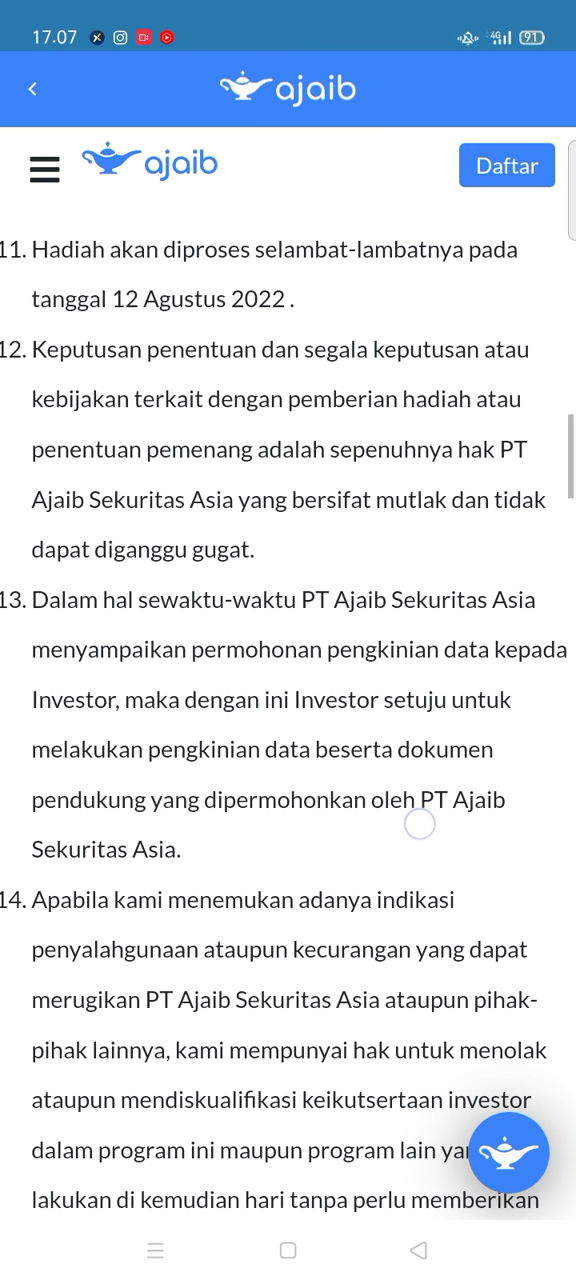 17.07
4G
91
ajaib
ajaib
Daftar
11. Hadiah akan diproses selambat-lambatnya pada
tanggal 12 Agustus 2022 .
12. Keputusan penentuan dan segala keputusan atau
kebijakan terkait dengan pemberian hadiah atau
penentuan pemenang adalah sepenuhnya hak PT
Ajaib Sekuritas Asia yang bersifat mutlak dan tidak
dapat diganggu gugat.
13. Dalam hal sewaktu-waktu PT Ajaib Sekuritas Asia
menyampaikan permohonan pengkinian data kepada
Investor, maka dengan ini Investor setuju untuk
melakukan pengkinian data beserta dokumen
pendukung yang dipermohonkan oleh PT Ajaib
Sekuritas Asia.
14. Apabila kami menemukan adanya indikasi
penyalahgunaan ataupun kecurangan yang dapat
merugikan PT Ajaib Sekuritas Asia ataupun pihak-
pihak lainnya, kami mempunyai hak untuk menolak
ataupun mendiskualifikasi keikutsertaan investor
dalam program ini maupun program lain
lakukan di kemudian hari tanpa perlu memberikan